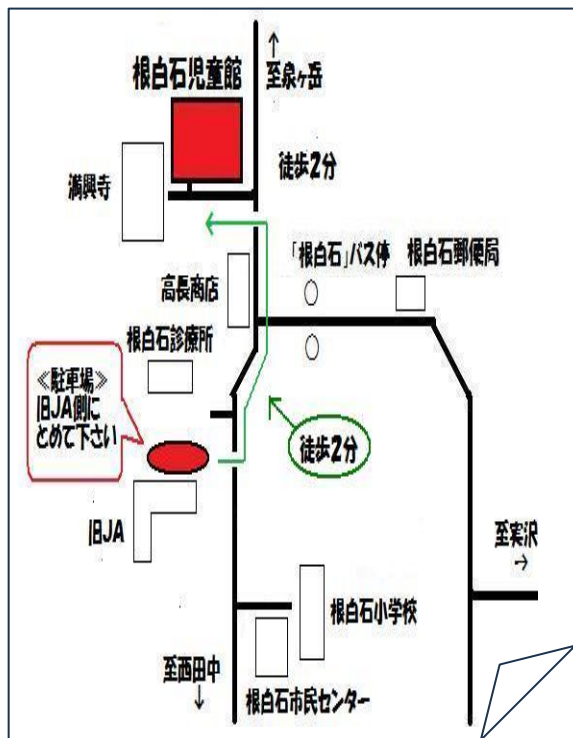 ↑
至泉ヶ岳
根白石児童館
徒歩2分
満興寺
「根白石」バス停
根白石郵便局
高長商店
根白石診療所
≪駐車場≫
旧JA側に
とめて下さい
徒歩2分
旧JA
至実沢
→
根白石小学校
至西田中
↓
根白石市民センター